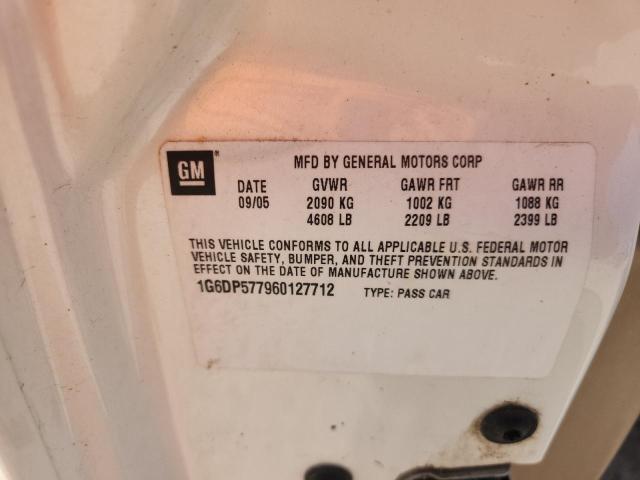 GM
MFD BY GENERAL MOTORS CORP
DATE GVWR GAWR FRT GAWR RR
09/05 2090 KG 1002 KG 1088 KG
4608 LB 2209 LB 2399 LB
THIS VEHICLE CONFORMS TO ALL APPLICABLE U.S. FEDERAL MOTOR
VEHICLE SAFETY, BUMPER, AND THEFT PREVENTION STANDARDS IN
EFFECT ON THE DATE OF MANUFACTURE SHOWN ABOVE.
1G6DP577960127712 TYPE: PASS CAR